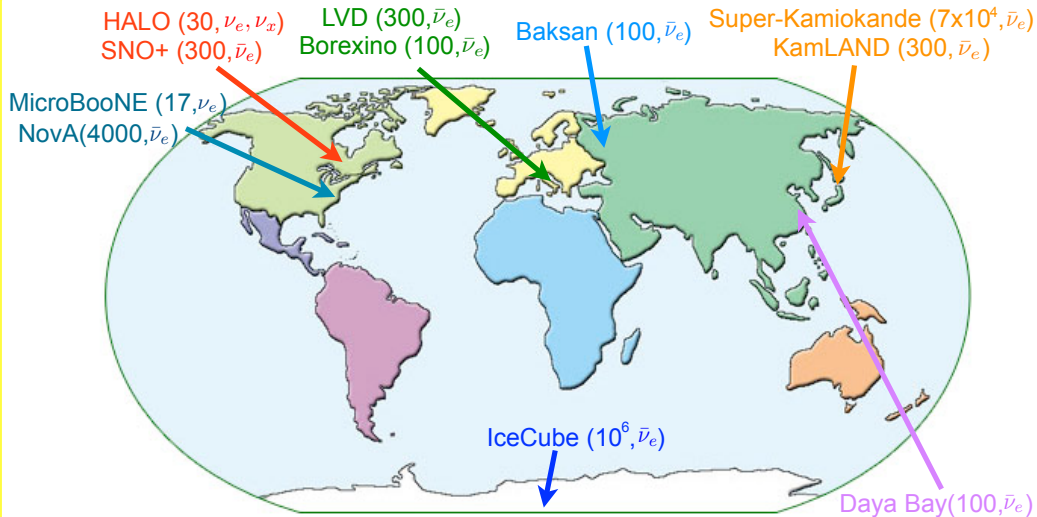 HALO (30, νₑ, νₓ)
SNO+ (300, ν̄ₑ)
LVD (300, ν̄ₑ)
Borexino (100, ν̄ₑ)
Baksan (100, ν̄ₑ)
Super-Kamiokande (7x10⁴, ν̄ₑ)
KamLAND (300, ν̄ₑ)
MicroBooNE (17, νₑ)
NovA(4000, ν̄ₑ)
IceCube (10⁶, ν̄ₑ)
Daya Bay(100, ν̄ₑ)